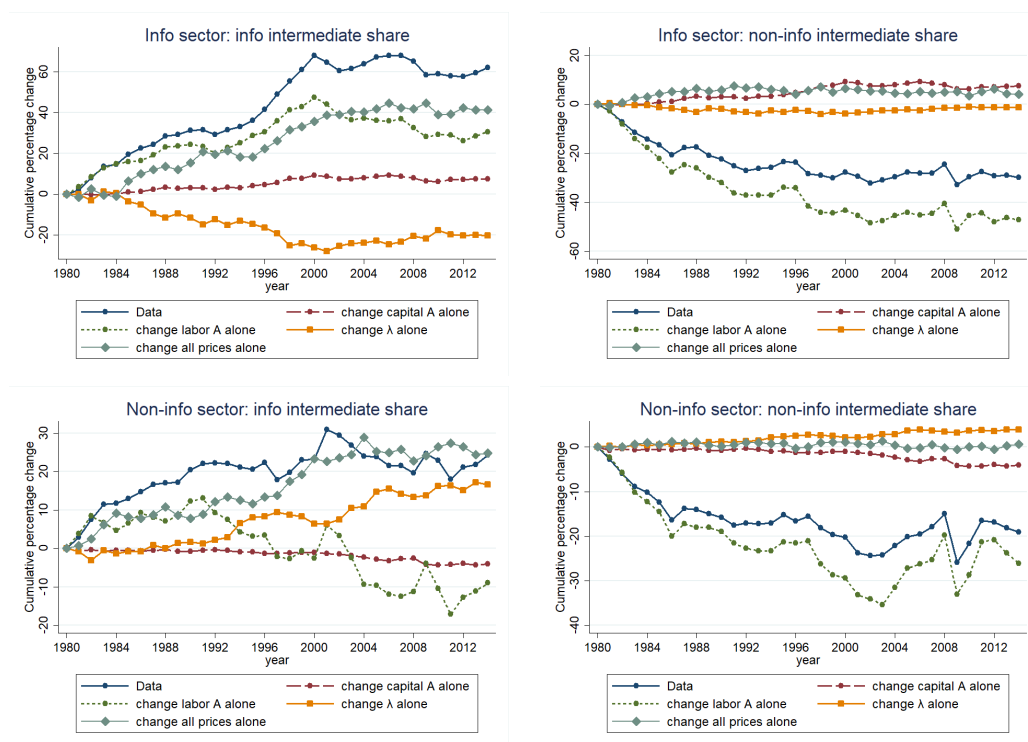 Info sector: info intermediate share
Cumulative percentage change
60
40
20
0
-20
1980 1984 1988 1992 1996 2000 2004 2008 2012
year
Data
change capital A alone
change labor A alone
change λ alone
change all prices alone
Info sector: non-info intermediate share
Cumulative percentage change
20
0
-20
-40
-60
1980 1984 1988 1992 1996 2000 2004 2008 2012
year
Data
change capital A alone
change labor A alone
change λ alone
change all prices alone
Non-info sector: info intermediate share
Cumulative percentage change
30
20
10
0
-10
-20
1980 1984 1988 1992 1996 2000 2004 2008 2012
year
Data
change capital A alone
change labor A alone
change λ alone
change all prices alone
Non-info sector: non-info intermediate share
Cumulative percentage change
0
-10
-20
-30
-40
1980 1984 1988 1992 1996 2000 2004 2008 2012
year
Data
change capital A alone
change labor A alone
change λ alone
change all prices alone